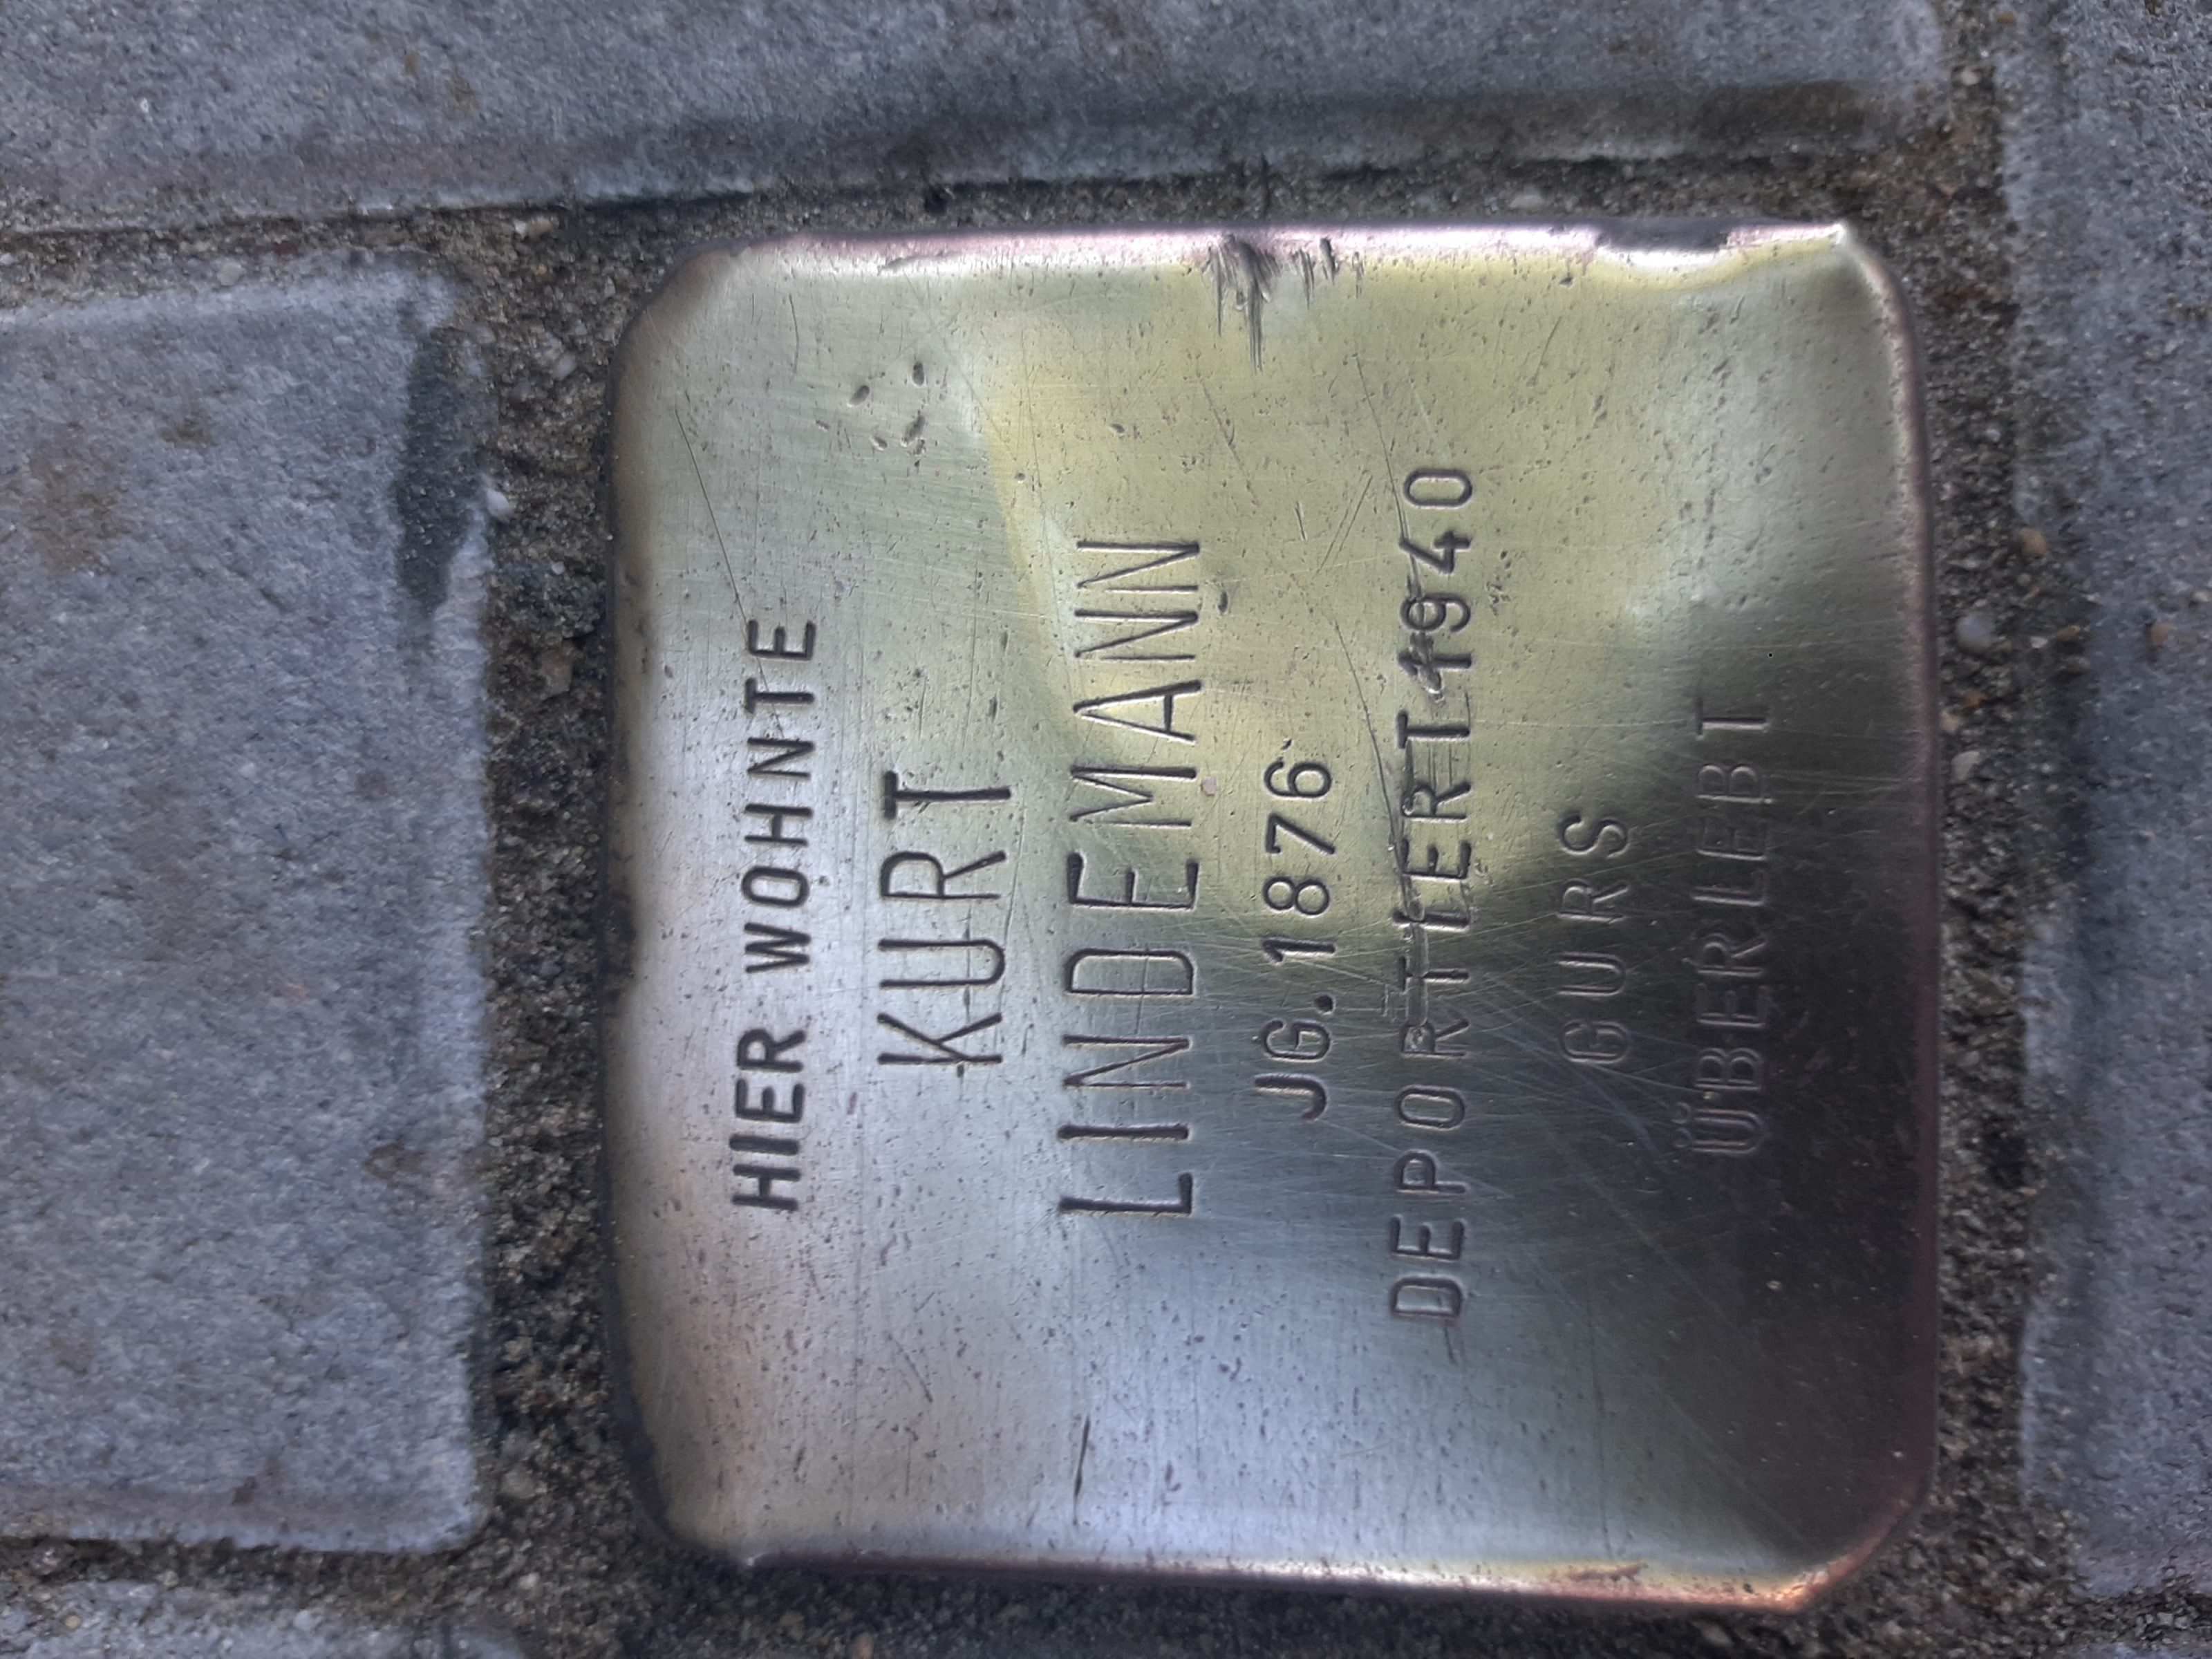 HIER WOHNTE
KURT
LINDEMANN
JG. 1876
DEPORTIERT 1940
GURS
ÜBERLEBT